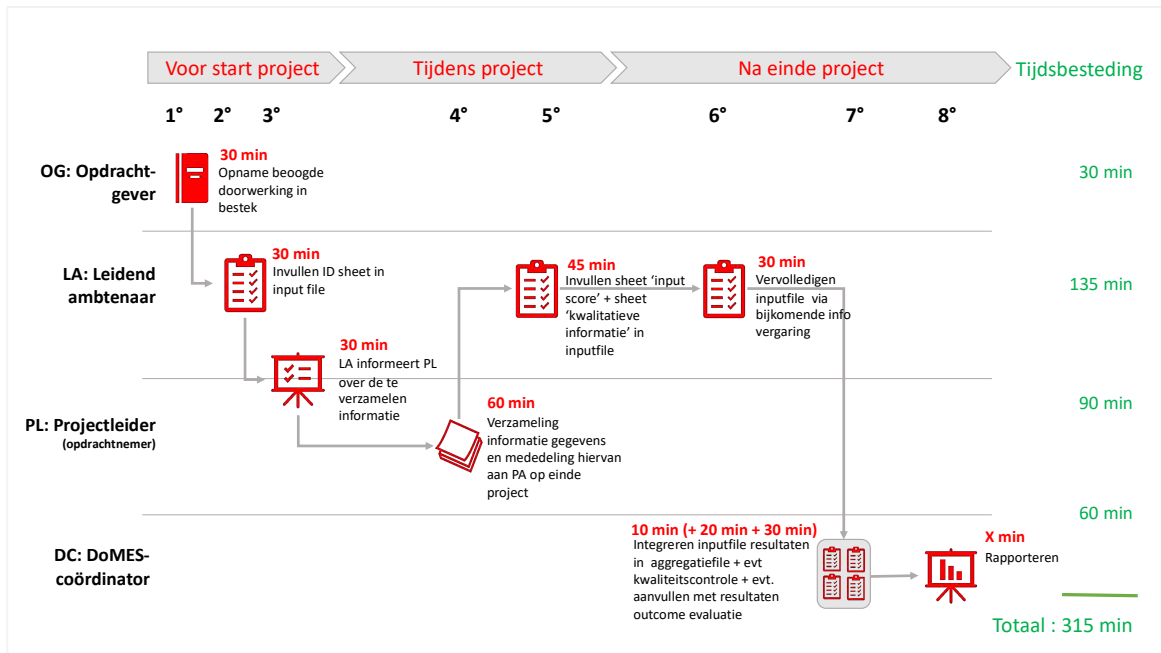 Voor start project
Tijdens project
Na einde project
Tijdsbesteding
1°
2°
3°
4°
5°
6°
7°
8°
OG: Opdracht-
gever
30 min
Opname beoogde
doorwerking in
bestek
30 min
LA: Leidend
ambtenaar
30 min
Invullen ID sheet in
input file
45 min
Invullen sheet ‘input
score’ + sheet
‘kwalitatieve
informatie’ in
inputfile
30 min
Vervolledigen
inputfile via
bijkomende info
vergaring
135 min
30 min
LA informeert PL
over de te
verzamelen
informatie
PL: Projectleider
(opdrachtnemer)
60 min
Verzameling
informatie gegevens
en mededeling hiervan
aan PA op einde
project
90 min
DC: DoMES-
coördinator
10 min (+ 20 min + 30 min)
Integreren inputfile resultaten
in aggregatiefile + evt
kwaliteitscontrole + evt.
aanvullen met resultaten
outcome evaluatie
X min
Rapporteren
60 min
Totaal : 315 min